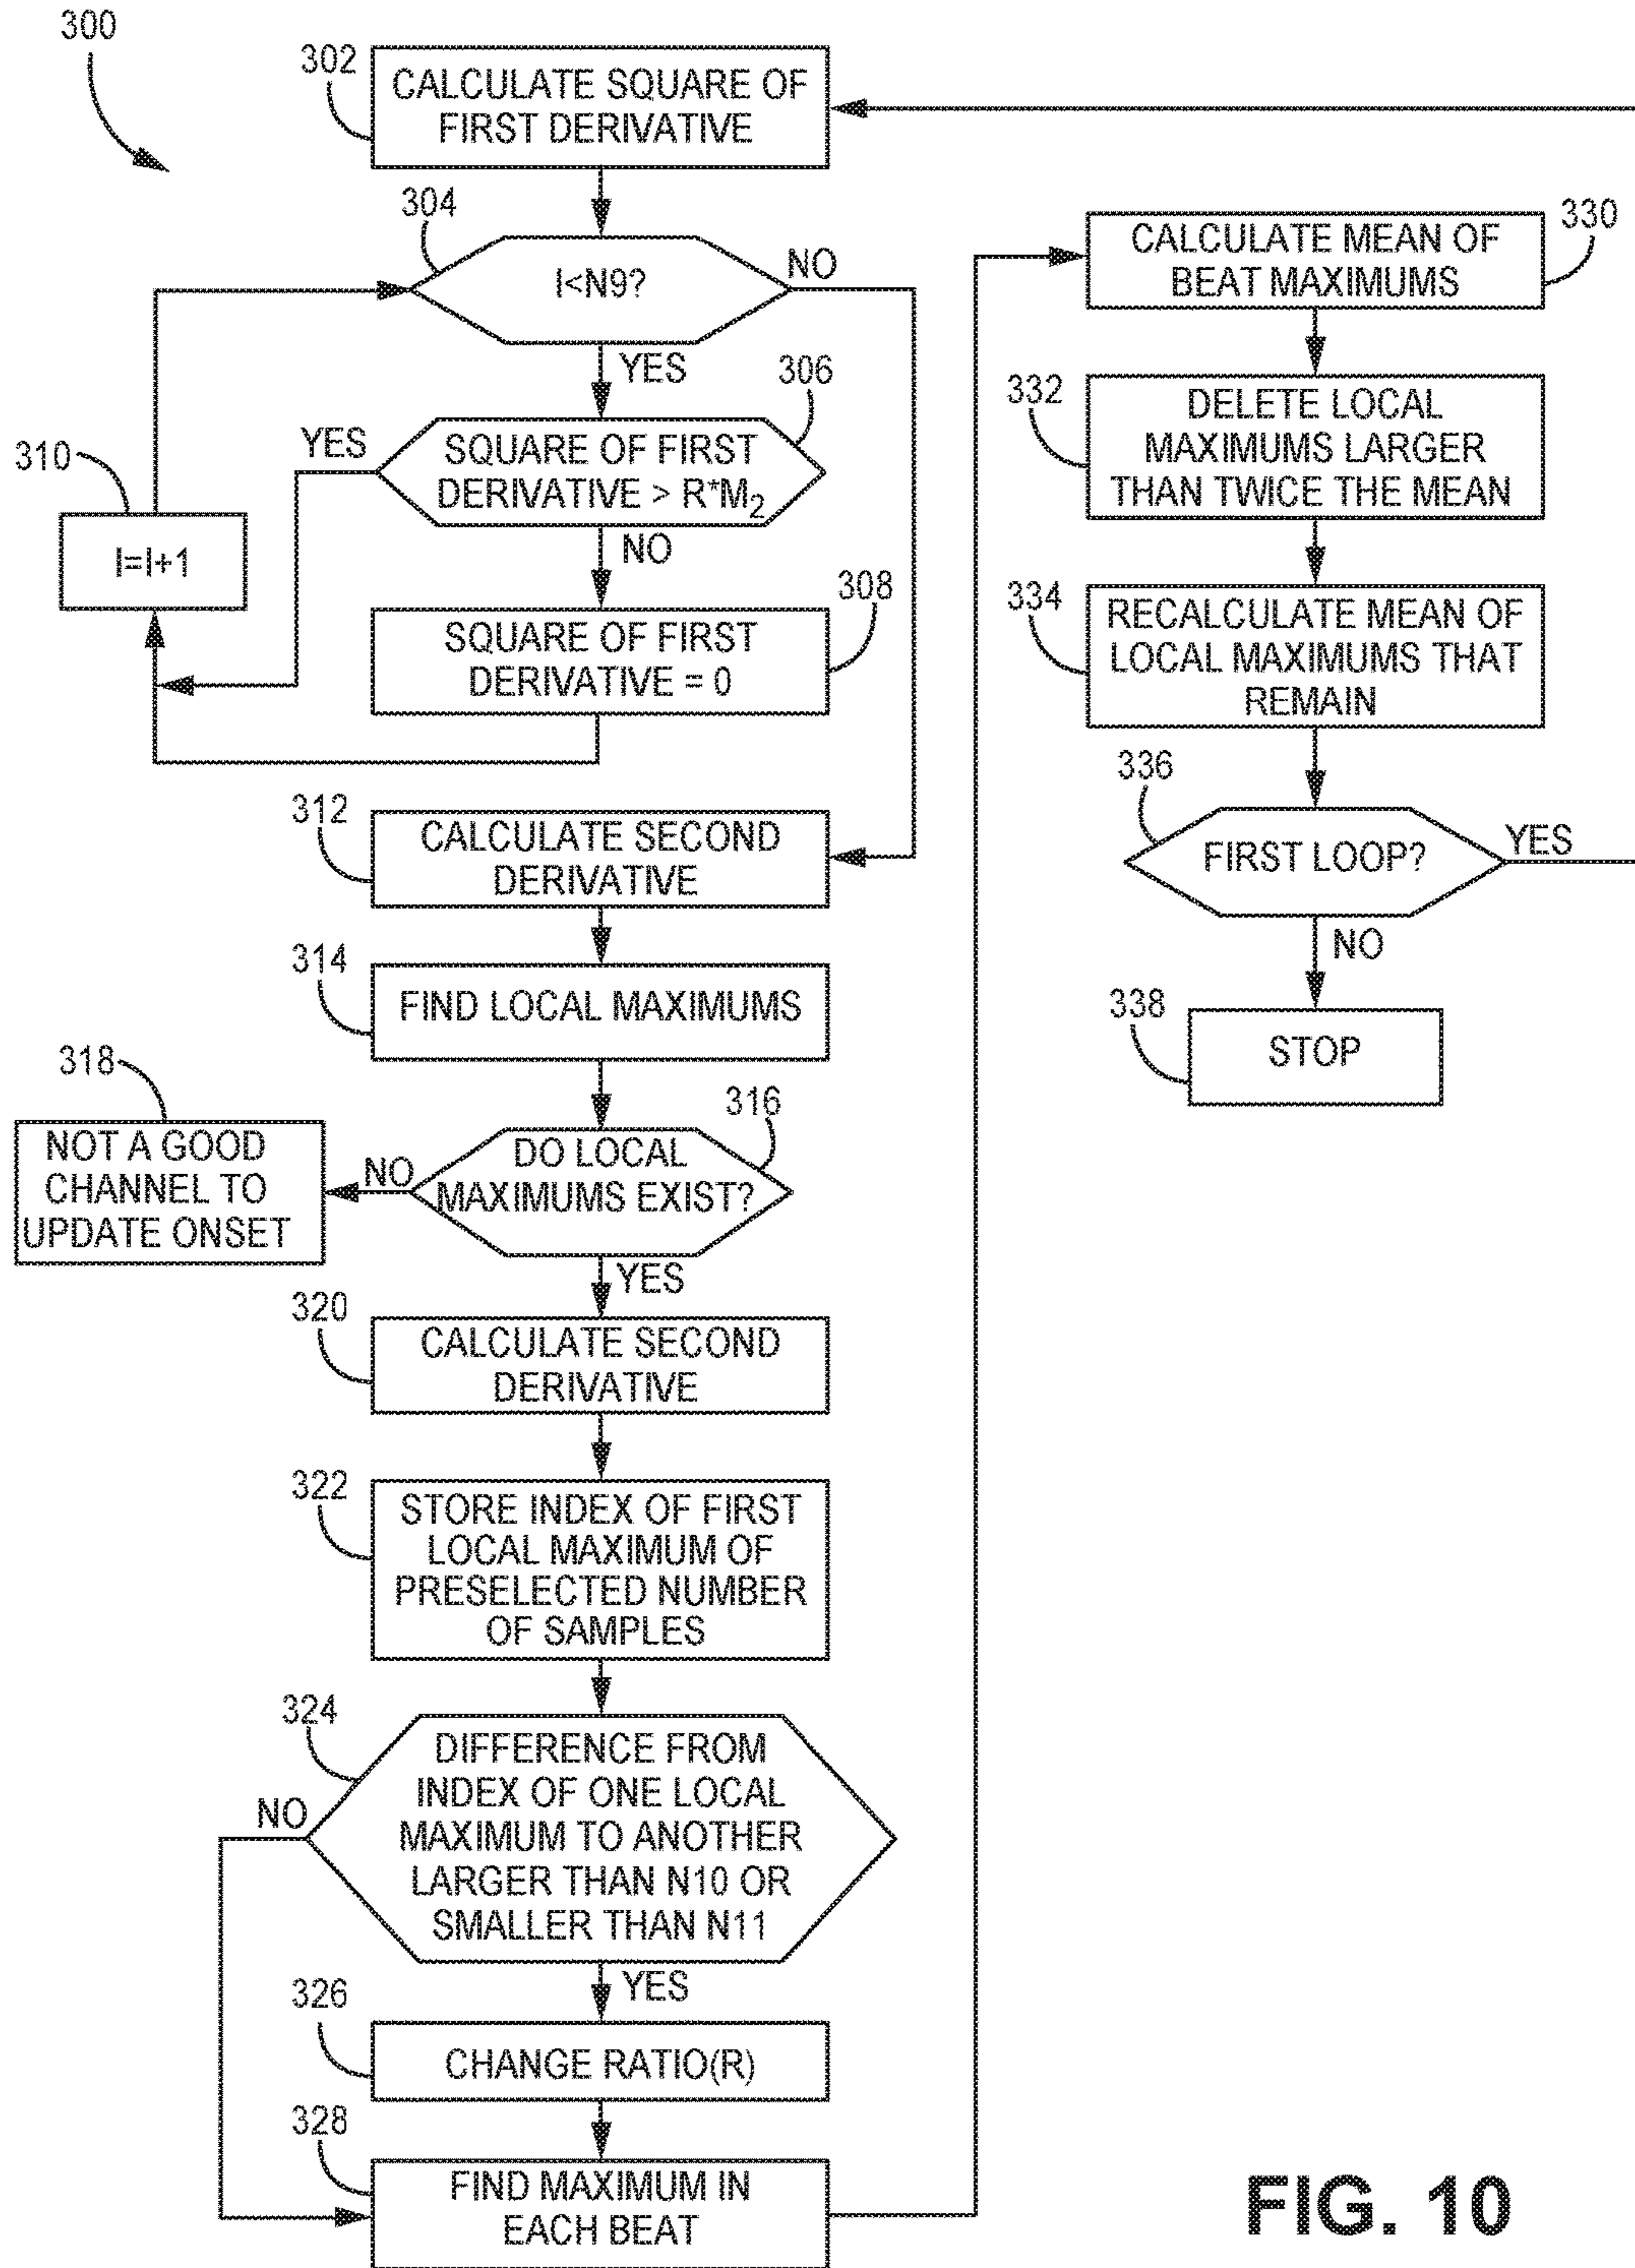 300
302
CALCULATE SQUARE OF
FIRST DERIVATIVE
304
I<N9?
NO
YES
306
YES
SQUARE OF FIRST
DERIVATIVE > R*M2
NO
310
I=I+1
308
SQUARE OF FIRST
DERIVATIVE = 0
312
CALCULATE SECOND
DERIVATIVE
314
FIND LOCAL MAXIMUMS
318
NOT A GOOD
CHANNEL TO
UPDATE ONSET
316
NO
DO LOCAL
MAXIMUMS EXIST?
YES
320
CALCULATE SECOND
DERIVATIVE
322
STORE INDEX OF FIRST
LOCAL MAXIMUM OF
PRESELECTED NUMBER
OF SAMPLES
324
NO
DIFFERENCE FROM
INDEX OF ONE LOCAL
MAXIMUM TO ANOTHER
LARGER THAN N10 OR
SMALLER THAN N11
YES
326
CHANGE RATIO(R)
328
FIND MAXIMUM IN
EACH BEAT
330
CALCULATE MEAN OF
BEAT MAXIMUMS
332
DELETE LOCAL
MAXIMUMS LARGER
THAN TWICE THE MEAN
334
RECALCULATE MEAN OF
LOCAL MAXIMUMS THAT
REMAIN
336
FIRST LOOP?
YES
NO
338
STOP
FIG. 10